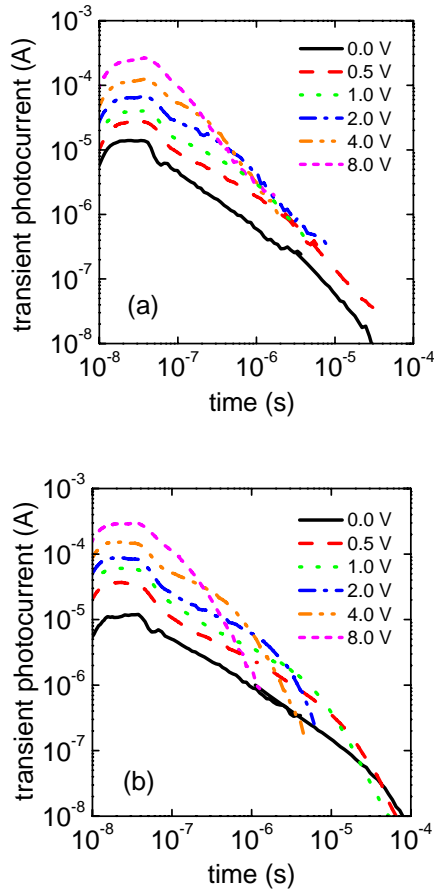 10⁻³
10⁻⁴
10⁻⁵
10⁻⁶
10⁻⁷
10⁻⁸
transient photocurrent (A)
0.0 V
0.5 V
1.0 V
2.0 V
4.0 V
8.0 V
(a)
10⁻⁸ 10⁻⁷ 10⁻⁶ 10⁻⁵ 10⁻⁴
time (s)
10⁻³
10⁻⁴
10⁻⁵
10⁻⁶
10⁻⁷
10⁻⁸
transient photocurrent (A)
0.0 V
0.5 V
1.0 V
2.0 V
4.0 V
8.0 V
(b)
10⁻⁸ 10⁻⁷ 10⁻⁶ 10⁻⁵ 10⁻⁴
time (s)